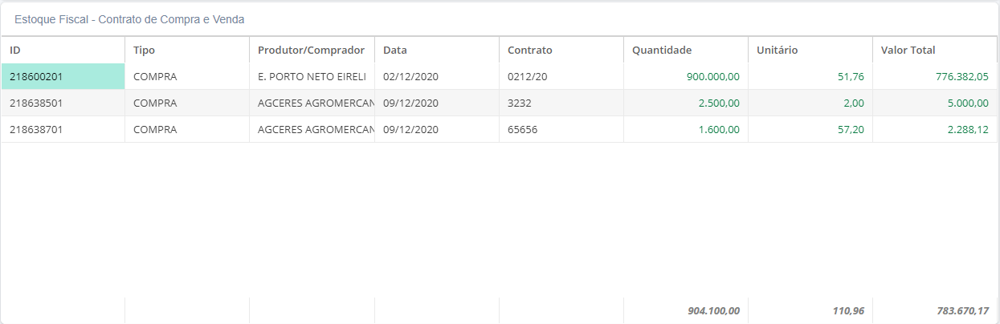 Estoque Fiscal - Contrato de Compra e Venda
ID Tipo Produtor/Comprador Data Contrato Quantidade Unitário Valor Total
218600201 COMPRA E. PORTO NETO EIRELI 02/12/2020 0212/20 900.000,00 51,76 776.382,05
218638501 COMPRA AGCERES AGROMERCAN 09/12/2020 3232 2.500,00 2,00 5.000,00
218638701 COMPRA AGCERES AGROMERCAN 09/12/2020 65656 1.600,00 57,20 2.288,12
904.100,00 110,96 783.670,17